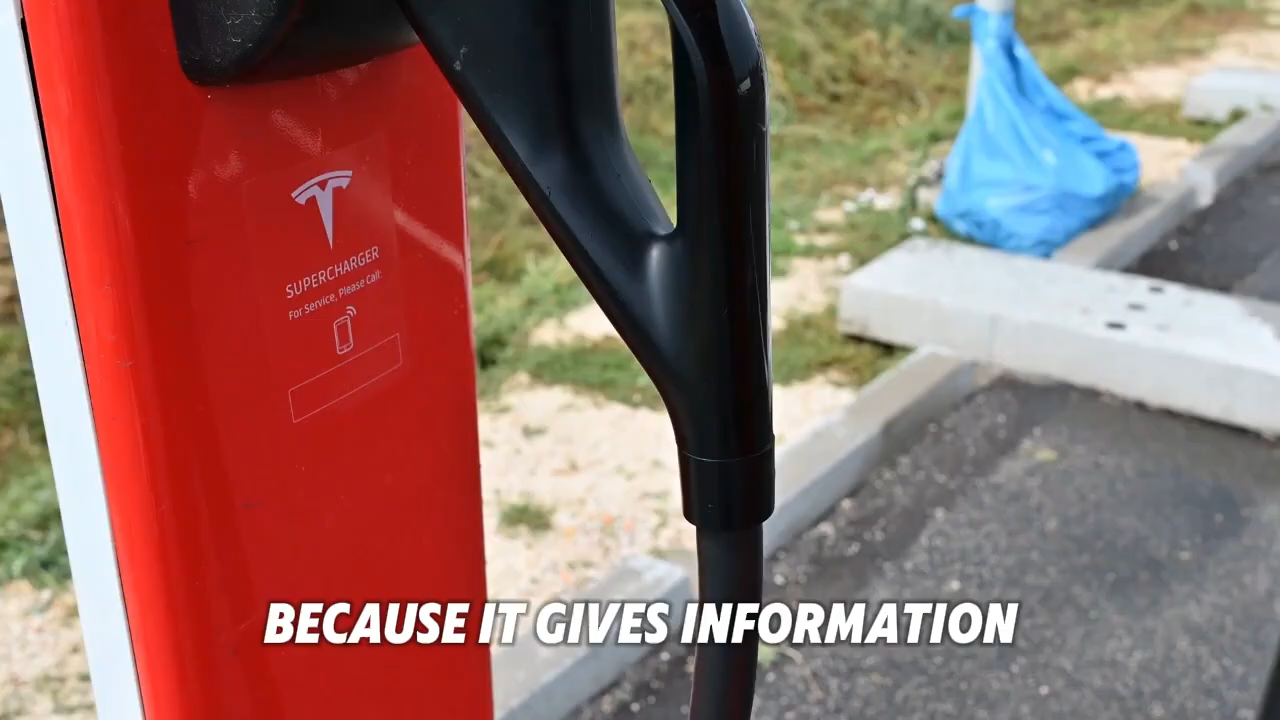 SUPERCHARGER
For Service, Please Call:
BECAUSE IT GIVES INFORMATION